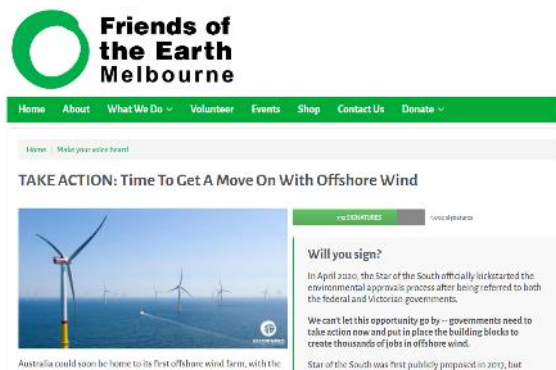 Friends of
the Earth
Melbourne
Home About What We Do Volunteer Events Shop Contact Us Donate
Home Make your voice heard
TAKE ACTION: Time To Get A Move On With Offshore Wind
SIGNATURES
signatures
Will you sign?
In April 2020, the Star of the South officially kickstarted the
environmental approvals process after being referred to both
the federal and Victorian governments.
We can't let this opportunity go by -- governments need to
take action now and put in place the building blocks to
create thousands of jobs in offshore wind.
Australia could soon be home to its first offshore wind farm, with the
Star of the South was first publicly proposed in 2017, but